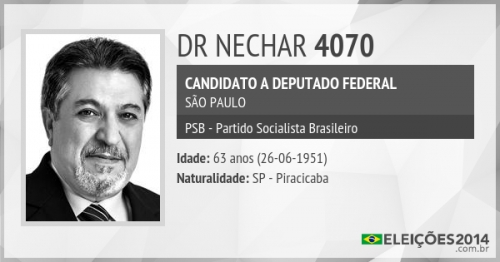 DR NECHAR 4070
CANDIDATO A DEPUTADO FEDERAL
SÃO PAULO
PSB - Partido Socialista Brasileiro
Idade: 63 anos (26-06-1951)
Naturalidade: SP - Piracicaba
ELEIÇÕES2014
.com.br